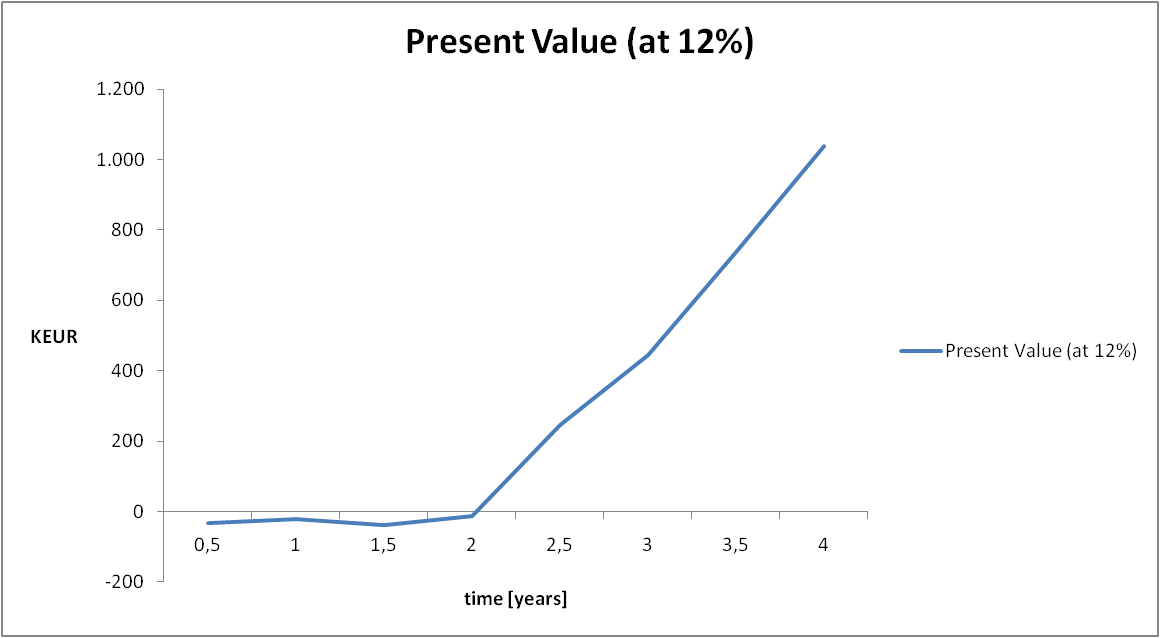 Present Value (at 12%)
1.200
1.000
800
600
KEUR
400
200
0
-200
0,5 1 1,5 2 2,5 3 3,5 4
time [years]
Present Value (at 12%)